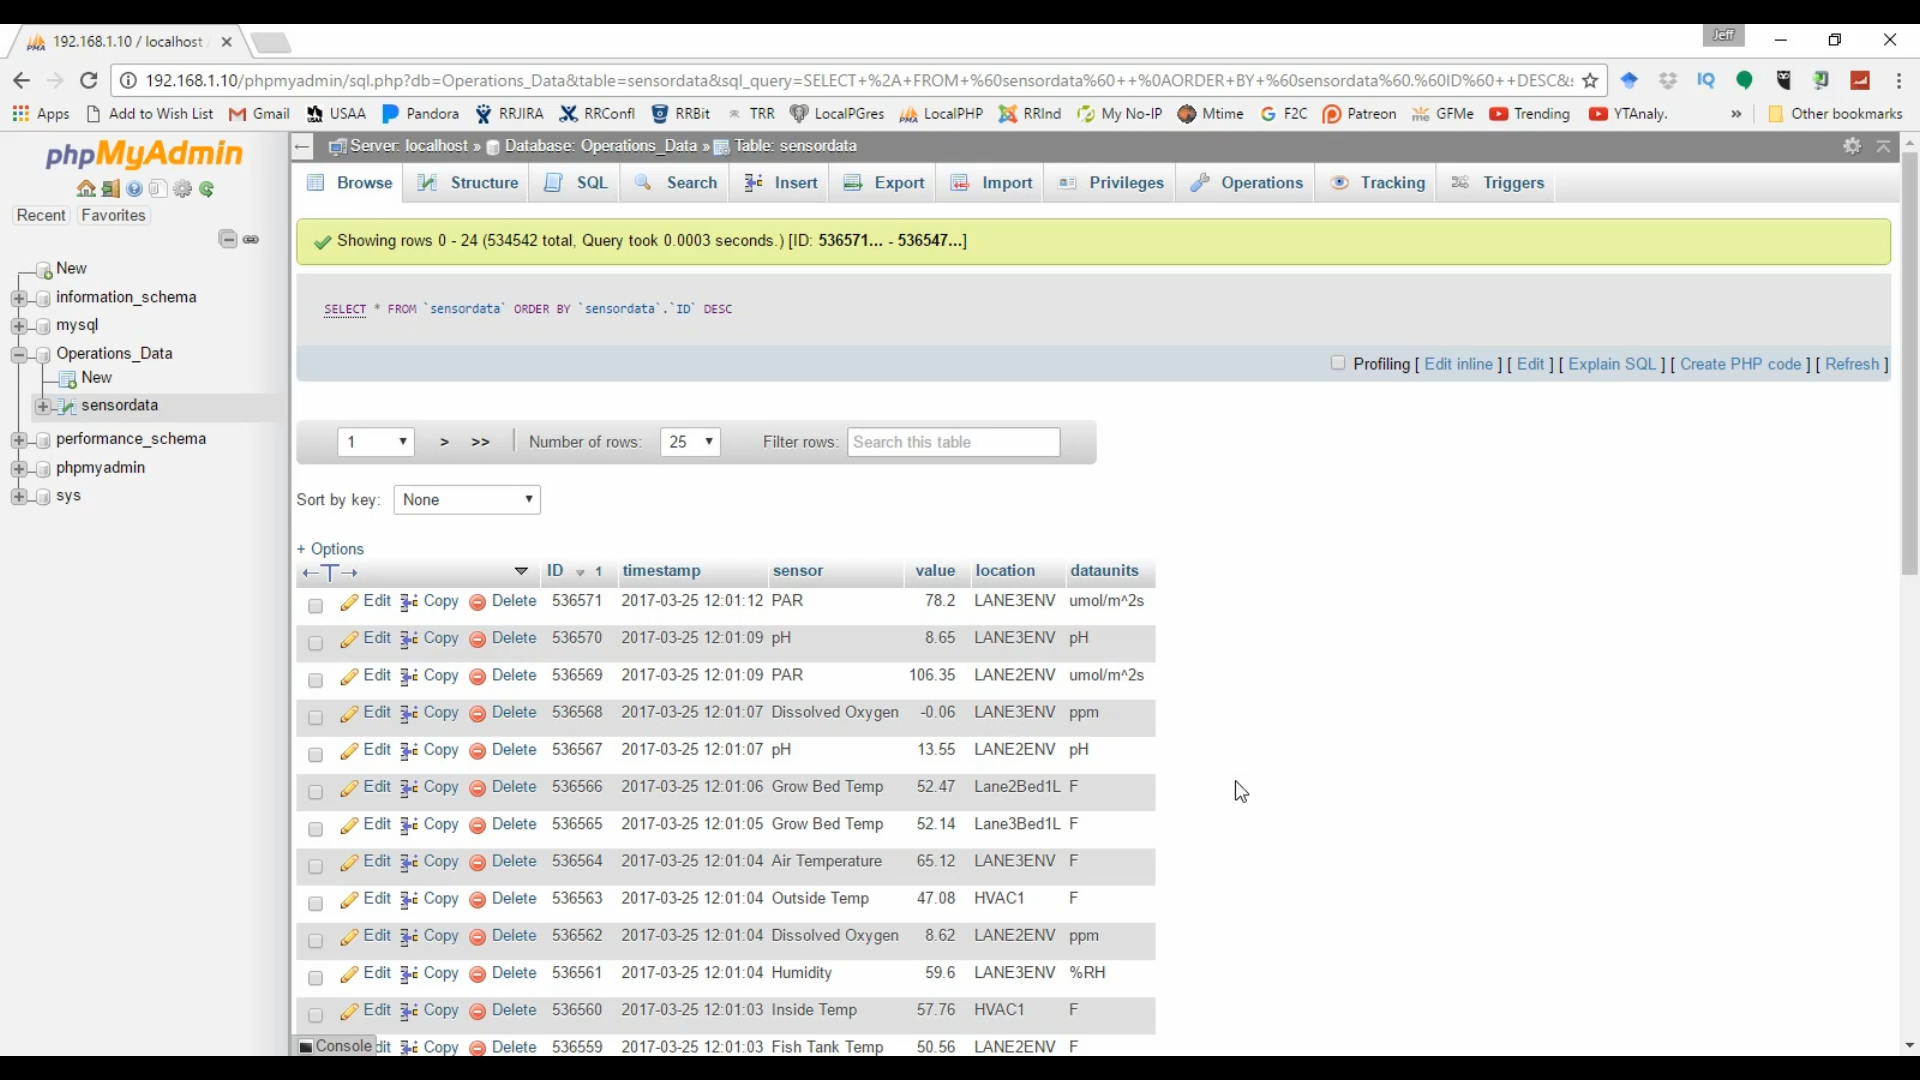 Jeff
192.168.1.10 / localhost
192.168.1.10/phpmyadmin/sql.php?db=Operations_Data&table=sensordata&sql_query=SELECT+%2A+FROM+%60sensordata%60++%0AORDER+BY+%60sensordata%60.%60ID%60++DESC&
Apps Add to Wish List Gmail USAA Pandora RRJIRA RRConfl RRBit TRR LocalPGres LocalPHP RRInd My No-IP Mtime F2C Patreon GFMe Trending YTAnaly. » Other bookmarks
phpMyAdmin
Recent Favorites
New
information_schema
mysql
Operations_Data
New
sensordata
performance_schema
phpmyadmin
sys
Server: localhost » Database: Operations_Data » Table: sensordata
Browse Structure SQL Search Insert Export Import Privileges Operations Tracking Triggers
Showing rows 0 - 24 (534542 total, Query took 0.0003 seconds.) [ID: 536571... - 536547...]
SELECT * FROM `sensordata` ORDER BY `sensordata`.`ID` DESC
Profiling [ Edit inline ] [ Edit ] [ Explain SQL ] [ Create PHP code ] [ Refresh ]
1 > >> Number of rows: 25 Filter rows: Search this table
Sort by key: None
+ Options
←T→ ID 1 timestamp sensor value location dataunits
Edit Copy Delete 536571 2017-03-25 12:01:12 PAR 78.2 LANE3ENV umol/m^2s
Edit Copy Delete 536570 2017-03-25 12:01:09 pH 8.65 LANE3ENV pH
Edit Copy Delete 536569 2017-03-25 12:01:09 PAR 106.35 LANE2ENV umol/m^2s
Edit Copy Delete 536568 2017-03-25 12:01:07 Dissolved Oxygen -0.06 LANE3ENV ppm
Edit Copy Delete 536567 2017-03-25 12:01:07 pH 13.55 LANE2ENV pH
Edit Copy Delete 536566 2017-03-25 12:01:06 Grow Bed Temp 52.47 Lane2Bed1L F
Edit Copy Delete 536565 2017-03-25 12:01:05 Grow Bed Temp 52.14 Lane3Bed1L F
Edit Copy Delete 536564 2017-03-25 12:01:04 Air Temperature 65.12 LANE3ENV F
Edit Copy Delete 536563 2017-03-25 12:01:04 Outside Temp 47.08 HVAC1 F
Edit Copy Delete 536562 2017-03-25 12:01:04 Dissolved Oxygen 8.62 LANE2ENV ppm
Edit Copy Delete 536561 2017-03-25 12:01:04 Humidity 59.6 LANE3ENV %RH
Edit Copy Delete 536560 2017-03-25 12:01:03 Inside Temp 57.76 HVAC1 F
Console dit Copy Delete 536559 2017-03-25 12:01:03 Fish Tank Temp 50.56 LANE2ENV F